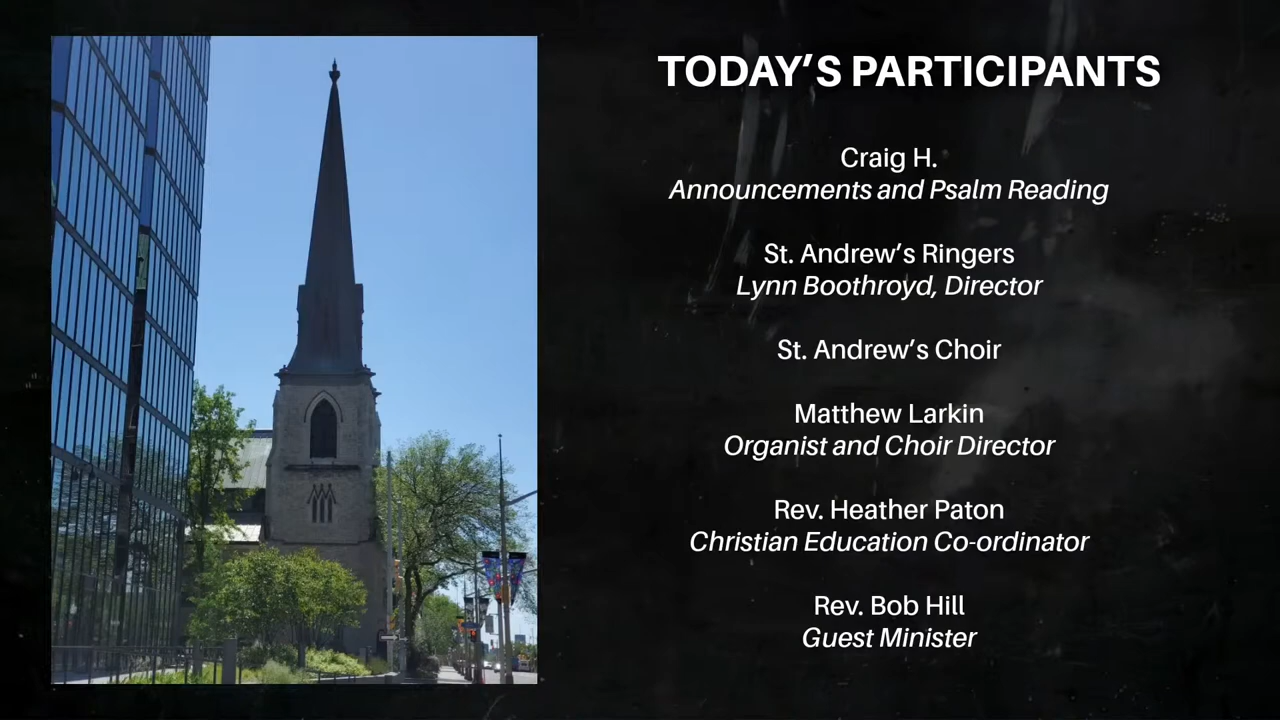 TODAY’S PARTICIPANTS
Craig H.
Announcements and Psalm Reading
St. Andrew’s Ringers
Lynn Boothroyd, Director
St. Andrew’s Choir
Matthew Larkin
Organist and Choir Director
Rev. Heather Paton
Christian Education Co-ordinator
Rev. Bob Hill
Guest Minister